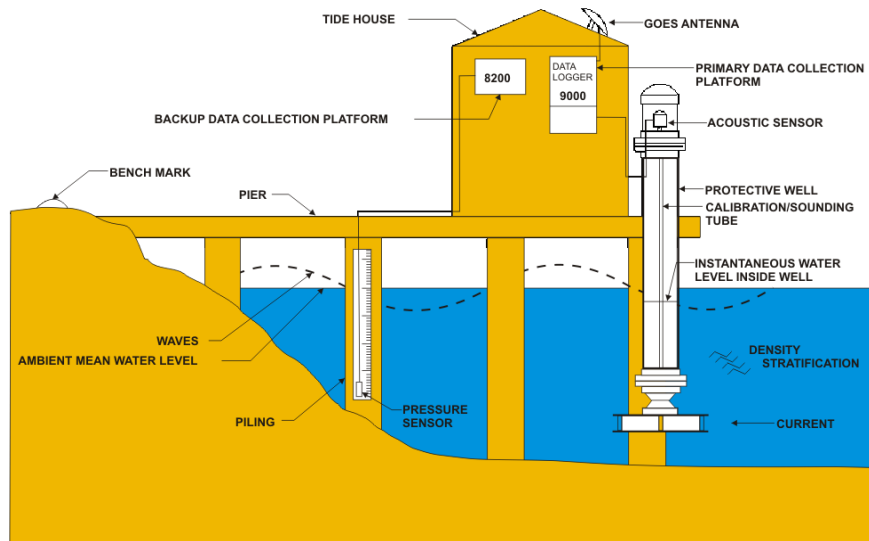 TIDE HOUSE
GOES ANTENNA
DATA
LOGGER
9000
8200
PRIMARY DATA COLLECTION
PLATFORM
BACKUP DATA COLLECTION PLATFORM
ACOUSTIC SENSOR
BENCH MARK
PIER
PROTECTIVE WELL
CALIBRATION/SOUNDING
TUBE
INSTANTANEOUS WATER
LEVEL INSIDE WELL
WAVES
AMBIENT MEAN WATER LEVEL
DENSITY
STRATIFICATION
PILING
PRESSURE
SENSOR
CURRENT